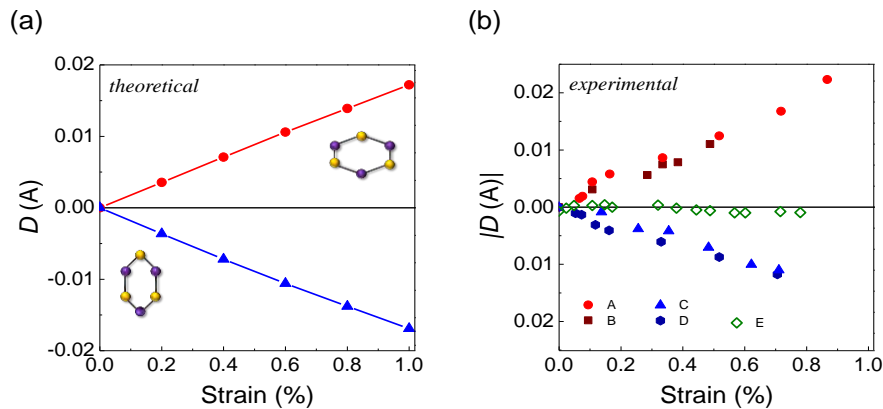 (a)
theoretical
0.02
0.01
0.00
-0.01
-0.02
D (A)
0.0 0.2 0.4 0.6 0.8 1.0
Strain (%)
(b)
experimental
0.02
0.01
0.00
0.01
0.02
|D (A)|
A C
B D E
0.0 0.2 0.4 0.6 0.8 1.0
Strain (%)